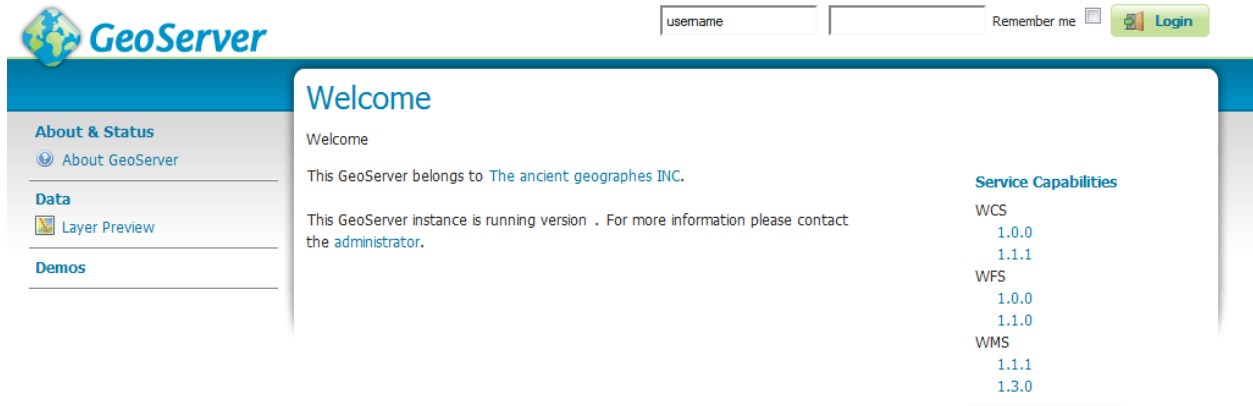 GeoServer
username
Remember me
Login
About & Status
About GeoServer
Data
Layer Preview
Demos
Welcome
Welcome
This GeoServer belongs to The ancient geographes INC.
This GeoServer instance is running version . For more information please contact
the administrator.
Service Capabilities
WCS
1.0.0
1.1.1
WFS
1.0.0
1.1.0
WMS
1.1.1
1.3.0